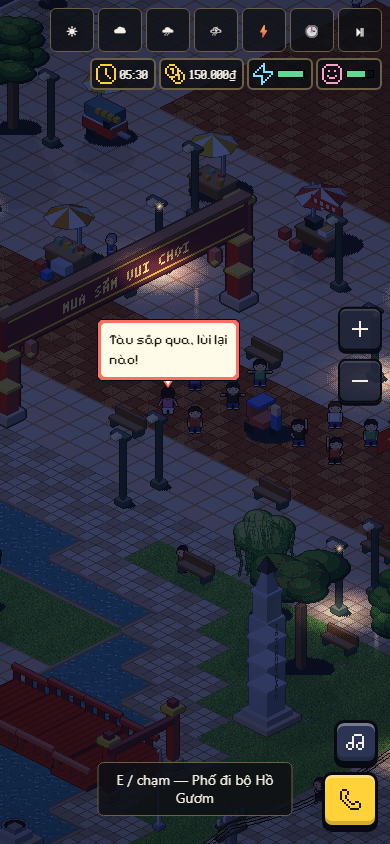 05:30
150.000₫
MUA SẮM VUI CHƠI
Tàu sắp qua, lùi lại
nào!
E / chạm — Phố đi bộ Hồ
Gươm